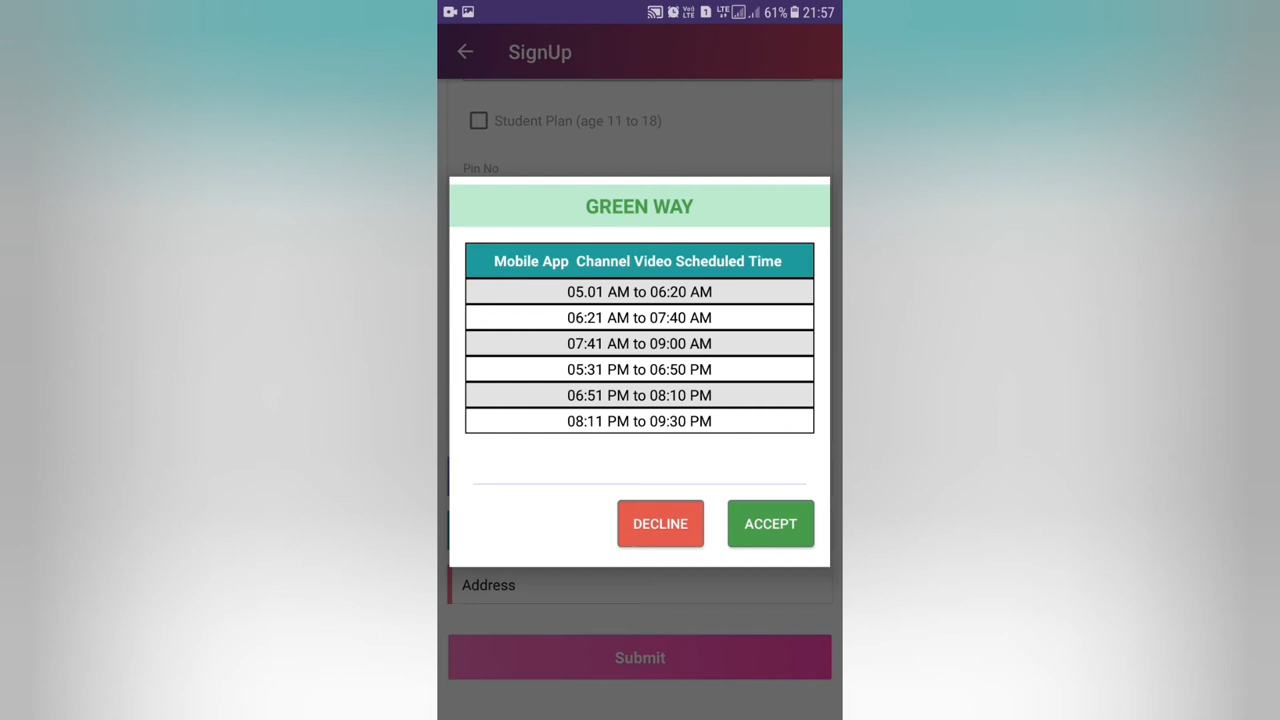 61% 21:57
SignUp
Student Plan (age 11 to 18)
Pin No
GREEN WAY
Mobile App Channel Video Scheduled Time
05.01 AM to 06:20 AM
06:21 AM to 07:40 AM
07:41 AM to 09:00 AM
05:31 PM to 06:50 PM
06:51 PM to 08:10 PM
08:11 PM to 09:30 PM
DECLINE ACCEPT
Address
Submit